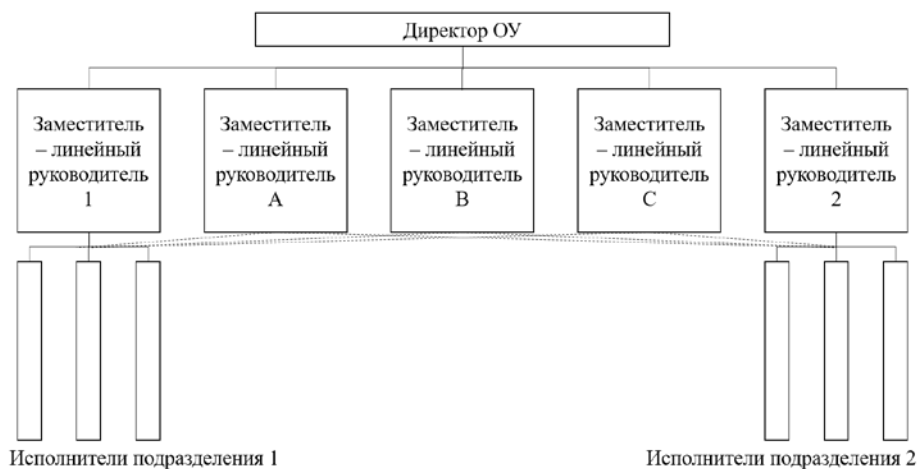 Директор ОУ
Заместитель
– линейный
руководитель
1
Заместитель
– линейный
руководитель
А
Заместитель
– линейный
руководитель
В
Заместитель
– линейный
руководитель
С
Заместитель
– линейный
руководитель
2
Исполнители подразделения 1
Исполнители подразделения 2